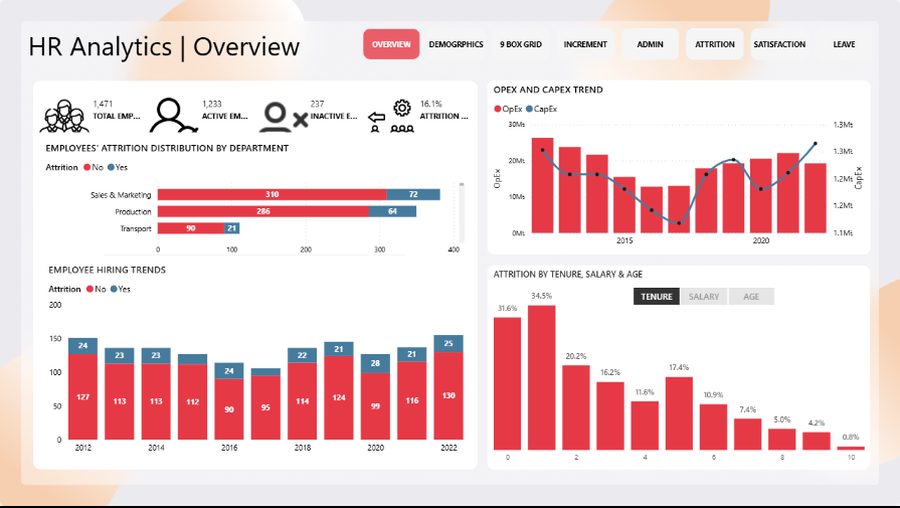 HR Analytics | Overview
OVERVIEW
DEMOGRPHICS
9 BOX GRID
INCREMENT
ADMIN
ATTRITION
SATISFACTION
LEAVE
1,471
TOTAL EMP...
1,233
ACTIVE EM...
237
INACTIVE E...
16.1%
ATTRITION ...
EMPLOYEES' ATTRITION DISTRIBUTION BY DEPARTMENT
Attrition No Yes
Sales & Marketing 310 72
Production 286 64
Transport 90 21
0 100 200 300 400
EMPLOYEE HIRING TRENDS
Attrition No Yes
200
150
100
50
0
24 23 23 24 22 21 28 21 25
127 113 113 112 90 95 114 124 99 116 130
2012 2014 2016 2018 2020 2022
OPEX AND CAPEX TREND
OpEx CapEx
30Mt
20Mt
10Mt
0Mt
OpEx
1.3Mt
1.3Mt
1.2Mt
1.2Mt
1.1Mt
CapEx
2015 2020
ATTRITION BY TENURE, SALARY & AGE
TENURE SALARY AGE
31.6% 34.5% 20.2% 16.2% 11.6% 17.4% 10.9% 7.4% 5.0% 4.2% 0.8%
0 2 4 6 8 10